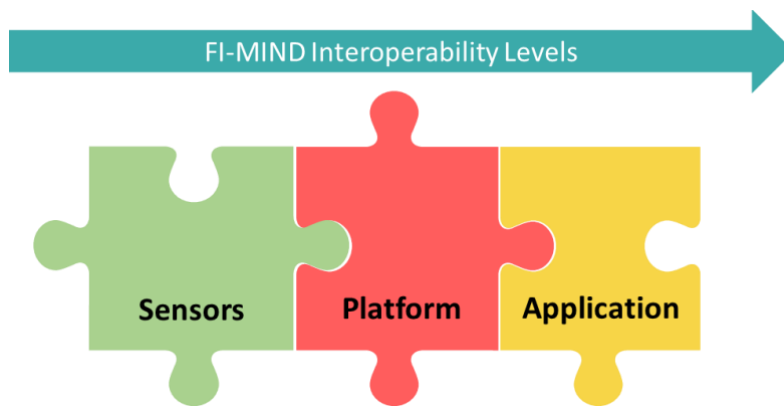 FI-MIND Interoperability Levels
Sensors
Platform
Application